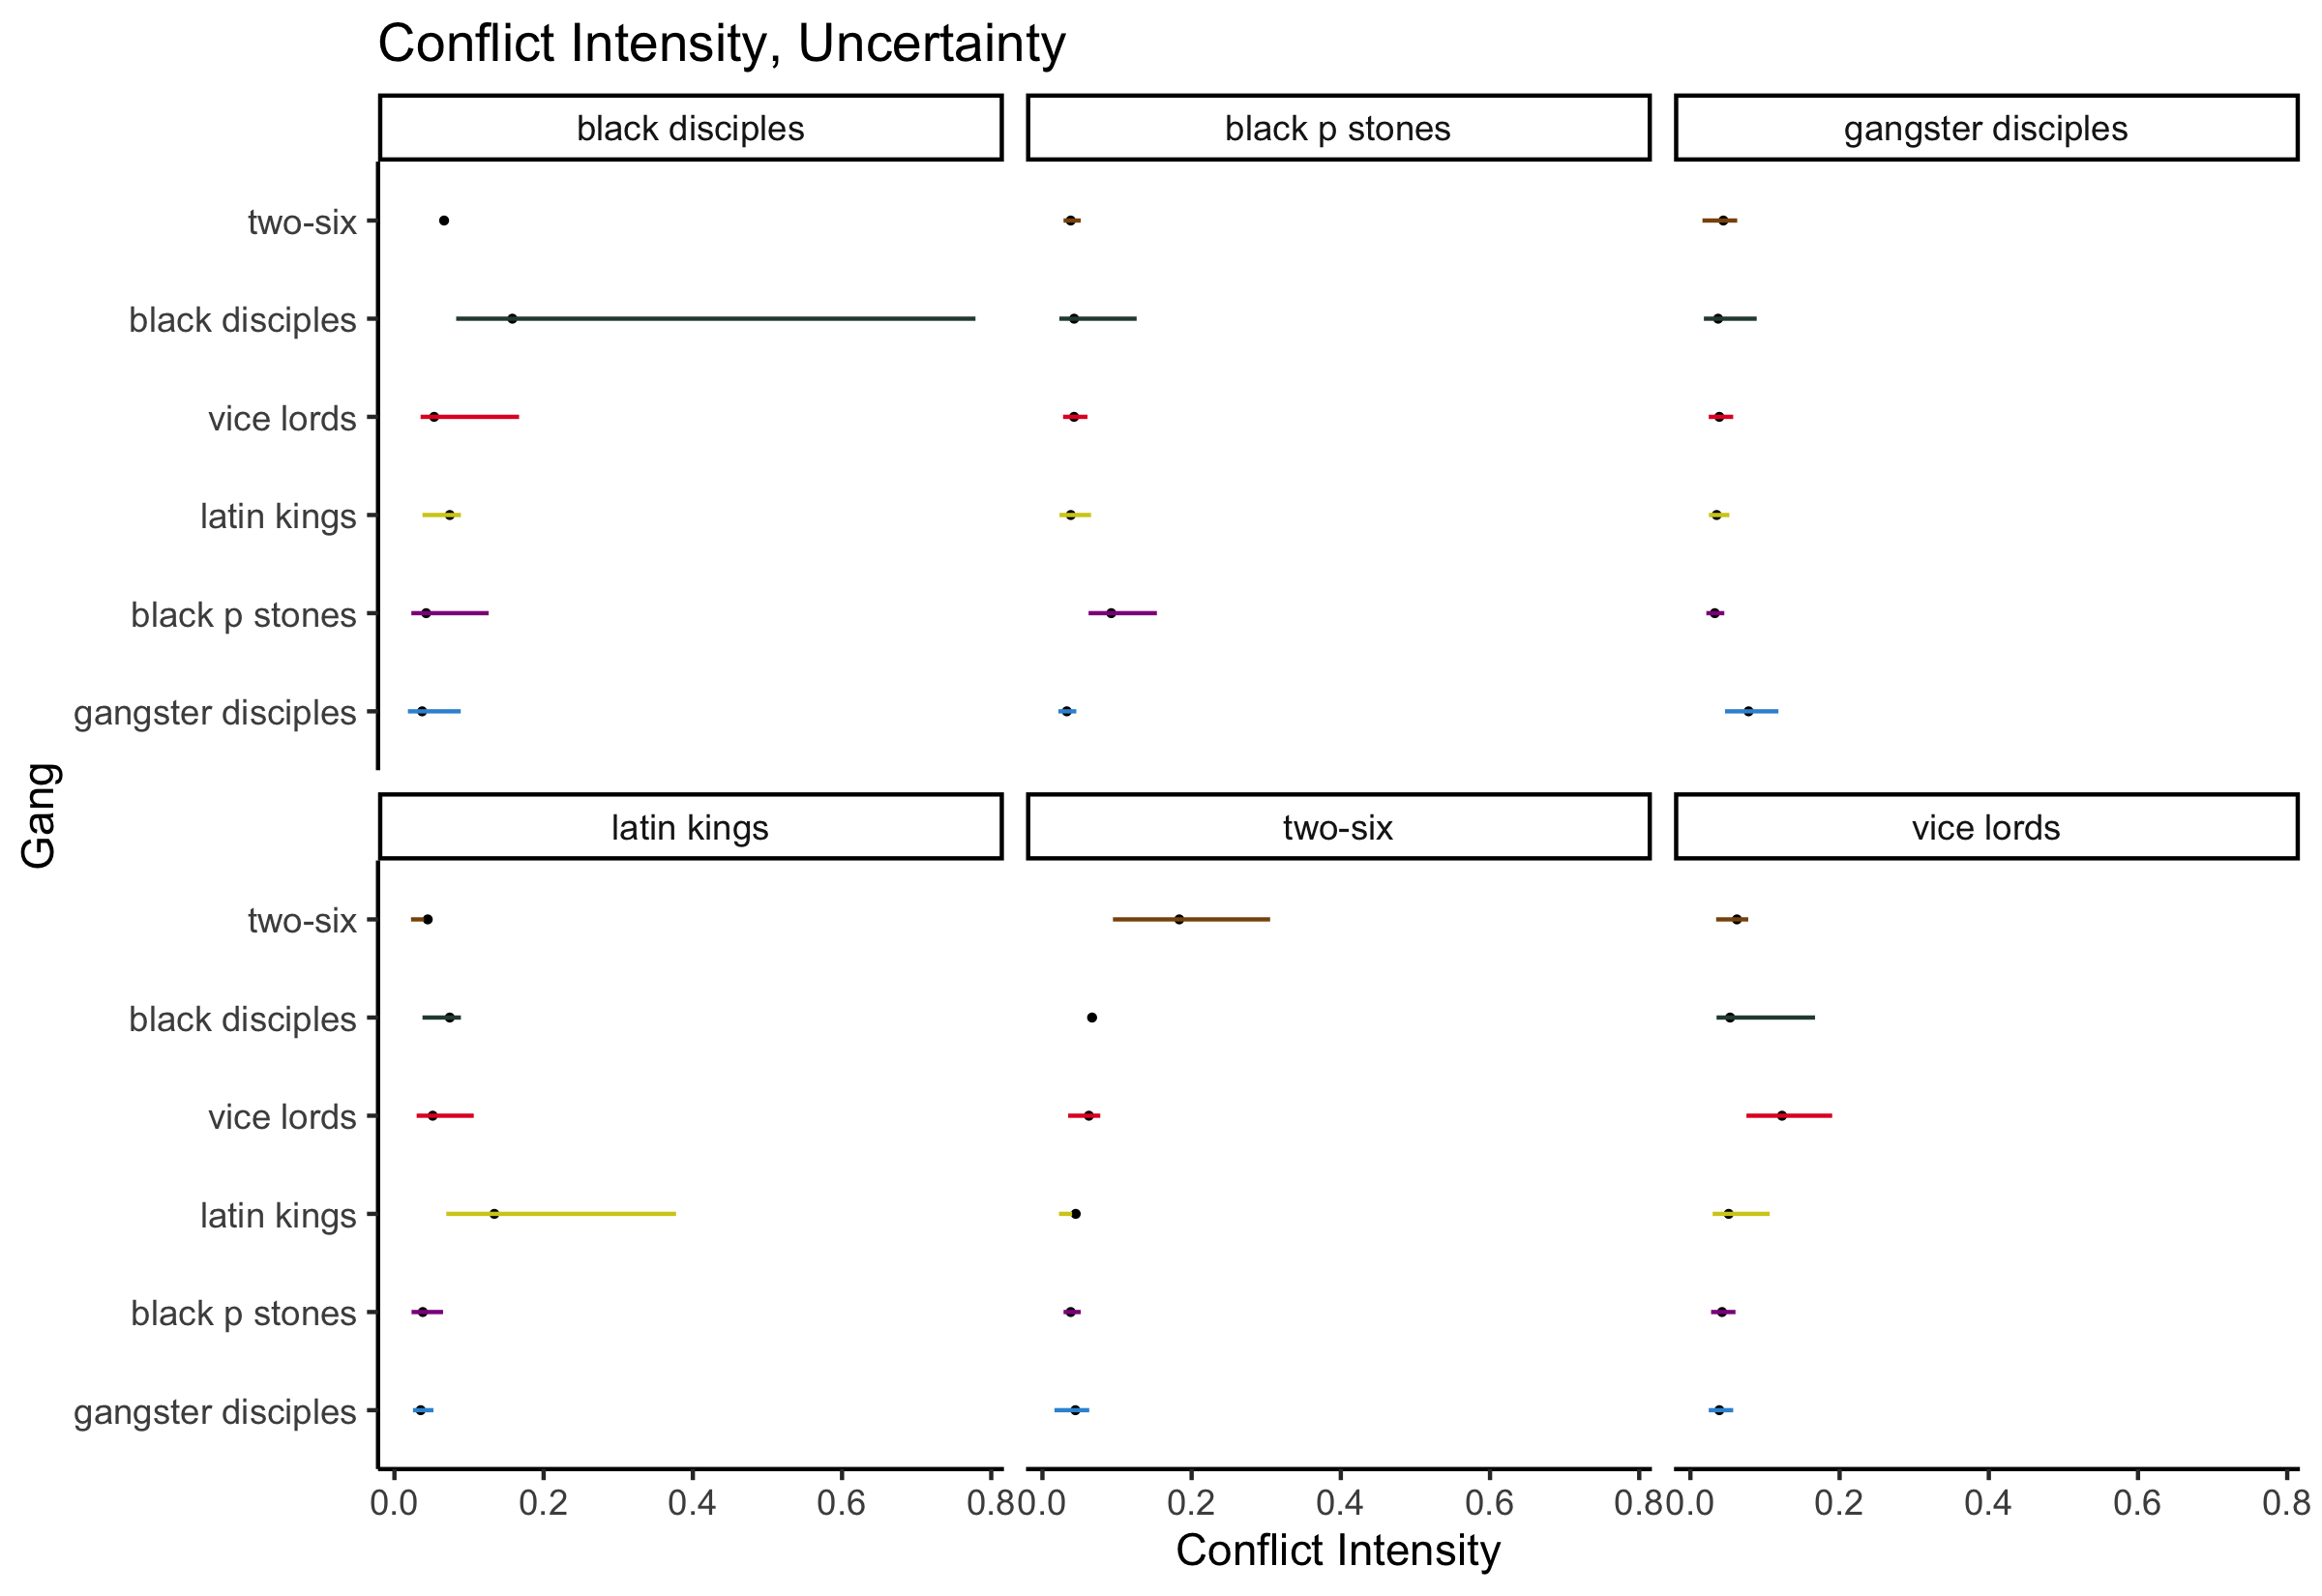 Conflict Intensity, Uncertainty
black disciples
black p stones
gangster disciples
two-six
black disciples
vice lords
latin kings
black p stones
gangster disciples
Gang
latin kings
two-six
vice lords
two-six
black disciples
vice lords
latin kings
black p stones
gangster disciples
0.0 0.2 0.4 0.6 0.8 0.0 0.2 0.4 0.6 0.8 0.0 0.2 0.4 0.6 0.8
Conflict Intensity